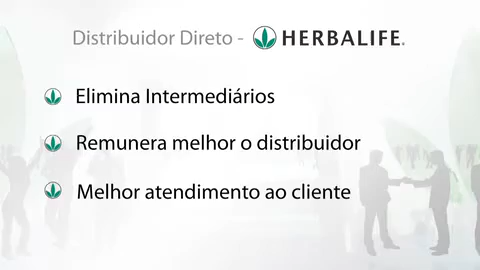 Distribuidor Direto - HERBALIFE.
Elimina Intermediários
Remunera melhor o distribuidor
Melhor atendimento ao cliente